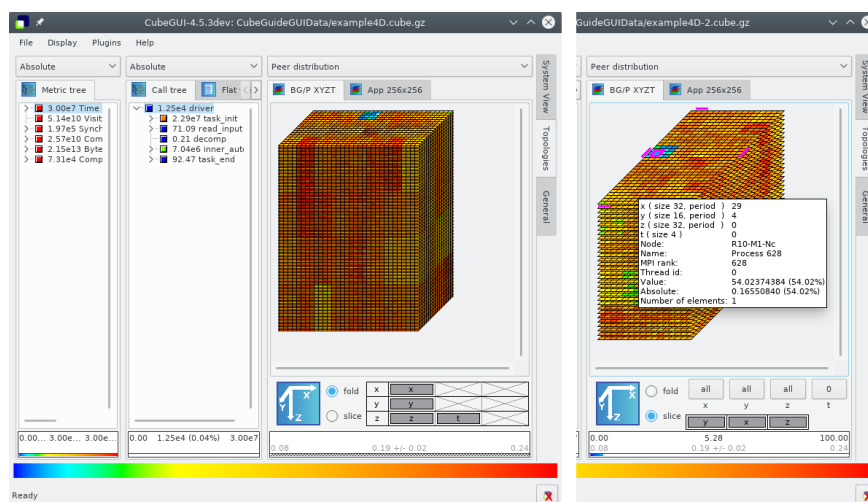 CubeGUI-4.5.3dev: CubeGuideGUIData/example4D.cube.gz
File Display Plugins Help
Absolute
Absolute
Peer distribution
Metric tree
Call tree
Flat
BG/P XYZT
App 256x256
3.00e7 Time
5.14e10 Visit
1.97e5 Synch
2.57e10 Com
2.15e13 Byte
7.31e4 Comp
1.25e4 driver
2.29e7 task_init
71.09 read_input
0.21 decomp
7.04e6 inner_auto
92.47 task_end
System View
Topologies
General
X
Y
Z
fold
slice
x x
y y
z z t
0.00... 3.00e... 3.00e...
0.00 1.25e4 (0.04%) 3.00e7
0.08 0.19 +/- 0.02 0.24
Ready
GuideGUIData/example4D-2.cube.gz
Peer distribution
BG/P XYZT
App 256x256
System View
Topologies
General
x ( size 32, period ) 29
y ( size 16, period ) 4
z ( size 32, period ) 0
t ( size 4 ) 0
Node: R10-M1-Nc
Name: Process 628
MPI rank: 628
Thread id: 0
Value: 54.02374384 (54.02%)
Absolute: 0.16550840 (54.02%)
Number of elements: 1
X
Y
Z
fold
slice
all all all 0
x y z t
y x z
0.00 5.28 100.00
0.08 0.19 +/- 0.02 0.24